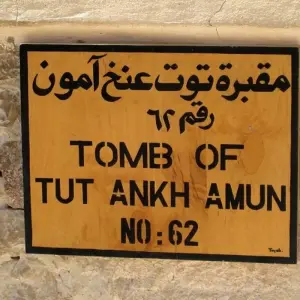 مقبرة توت عنخ آمون
رقم ٦٢
TOMB OF
TUT ANKH AMUN
NO: 62